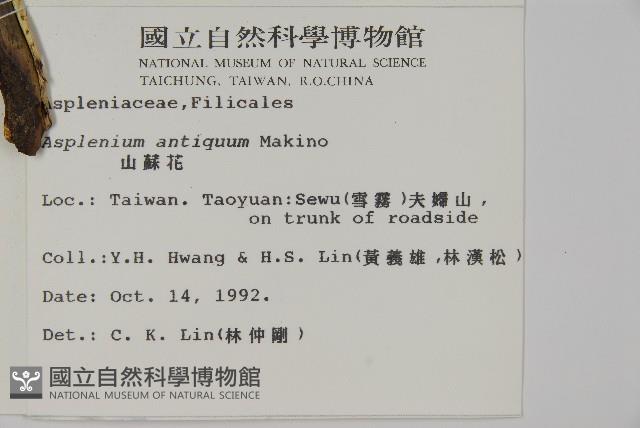 國立自然科學博物館
NATIONAL MUSEUM OF NATURAL SCIENCE
TAICHUNG, TAIWAN, R.O.CHINA
Aspleniaceae,Filicales
Asplenium antiquum Makino
山蘇花
Loc.: Taiwan. Taoyuan:Sewu(雪霧)夫婦山,
on trunk of roadside
Coll.:Y.H. Hwang & H.S. Lin(黃義雄,林漢松)
Date: Oct. 14, 1992.
Det.: C. K. Lin(林仲剛)
國立自然科學博物館
NATIONAL MUSEUM OF NATURAL SCIENCE